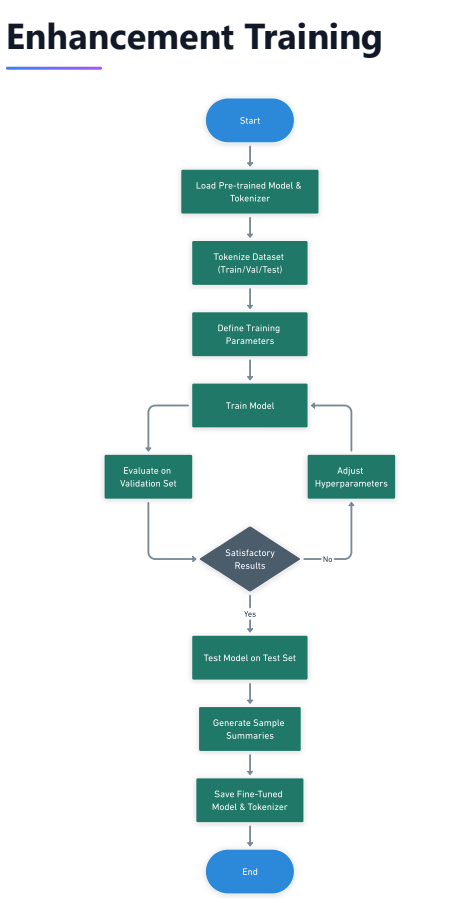 Enhancement Training
Start
Load Pre-trained Model &
Tokenizer
Tokenize Dataset
(Train/Val/Test)
Define Training
Parameters
Train Model
Evaluate on
Validation Set
Adjust
Hyperparameters
Satisfactory
Results
No
Yes
Test Model on Test Set
Generate Sample
Summaries
Save Fine-Tuned
Model & Tokenizer
End